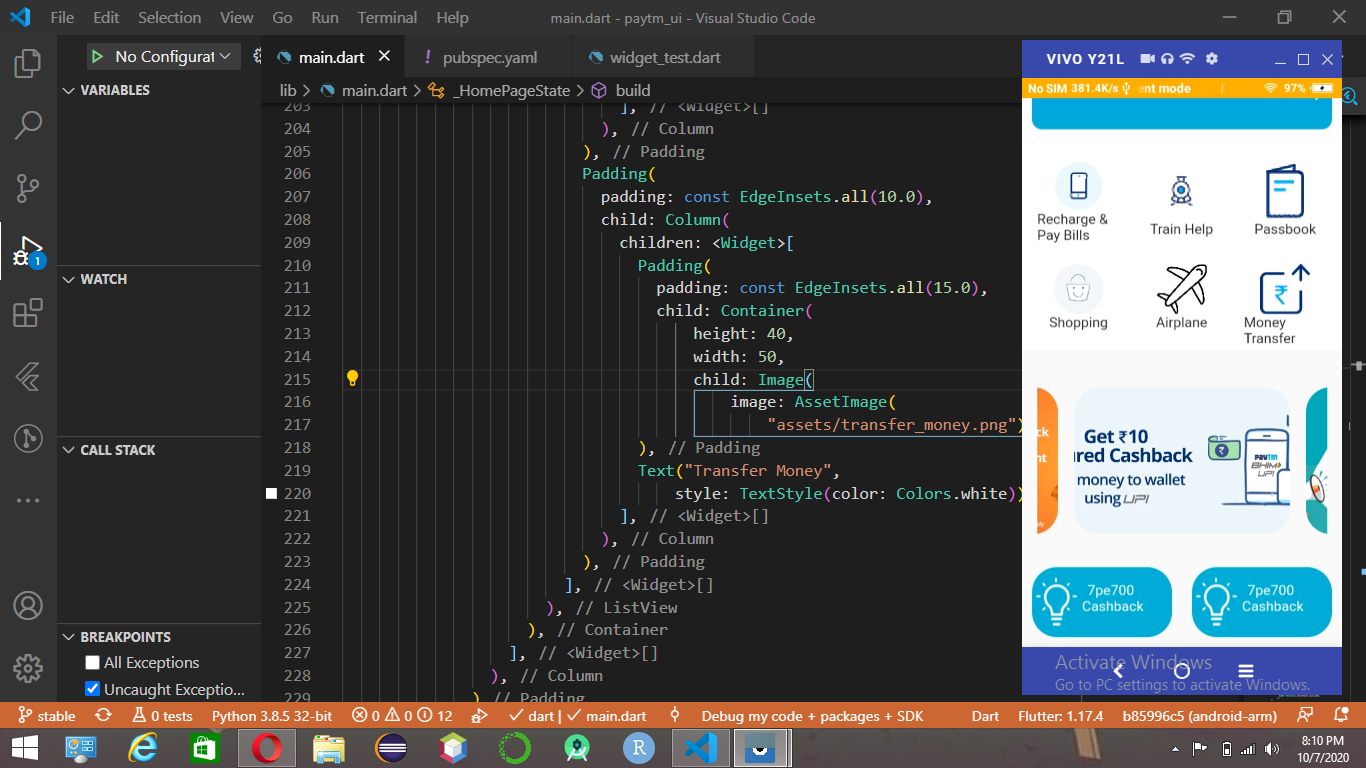 File Edit Selection View Go Run Terminal Help main.dart - paytm_ui - Visual Studio Code
No Configurat main.dart pubspec.yaml widget_test.dart
lib > main.dart > _HomePageState > build
VARIABLES
WATCH
CALL STACK
BREAKPOINTS
All Exceptions
Uncaught Exceptio...
1
203 ], // <Widget>[]
204 ), // Column
205 ), // Padding
206 Padding(
207 padding: const EdgeInsets.all(10.0),
208 child: Column(
209 children: <Widget>[
210 Padding(
211 padding: const EdgeInsets.all(15.0),
212 child: Container(
213 height: 40,
214 width: 50,
215 child: Image(
216 image: AssetImage(
217 "assets/transfer_money.png")
218 ), // Padding
219 Text("Transfer Money",
220 style: TextStyle(color: Colors.white))
221 ], // <Widget>[]
222 ), // Column
223 ), // Padding
224 ], // <Widget>[]
225 ), // ListView
226 ), // Container
227 ], // <Widget>[]
228 ), // Column
229 ) // Padding
VIVO Y21L
No SIM 381.4K/s ent mode 97%
Recharge &
Pay Bills
Train Help
Passbook
Shopping
Airplane
Money
Transfer
ck
nt
Get ₹10
ured Cashback
money to wallet
using UPI
paytm
BHIM
UPI
7pe700
Cashback
7pe700
Cashback
Activate Windows
Go to PC settings to activate Windows.
stable 0 tests Python 3.8.5 32-bit 0 0 12 dart | main.dart Debug my code + packages + SDK Dart Flutter: 1.17.4 b85996c5 (android-arm)
8:10 PM
10/7/2020